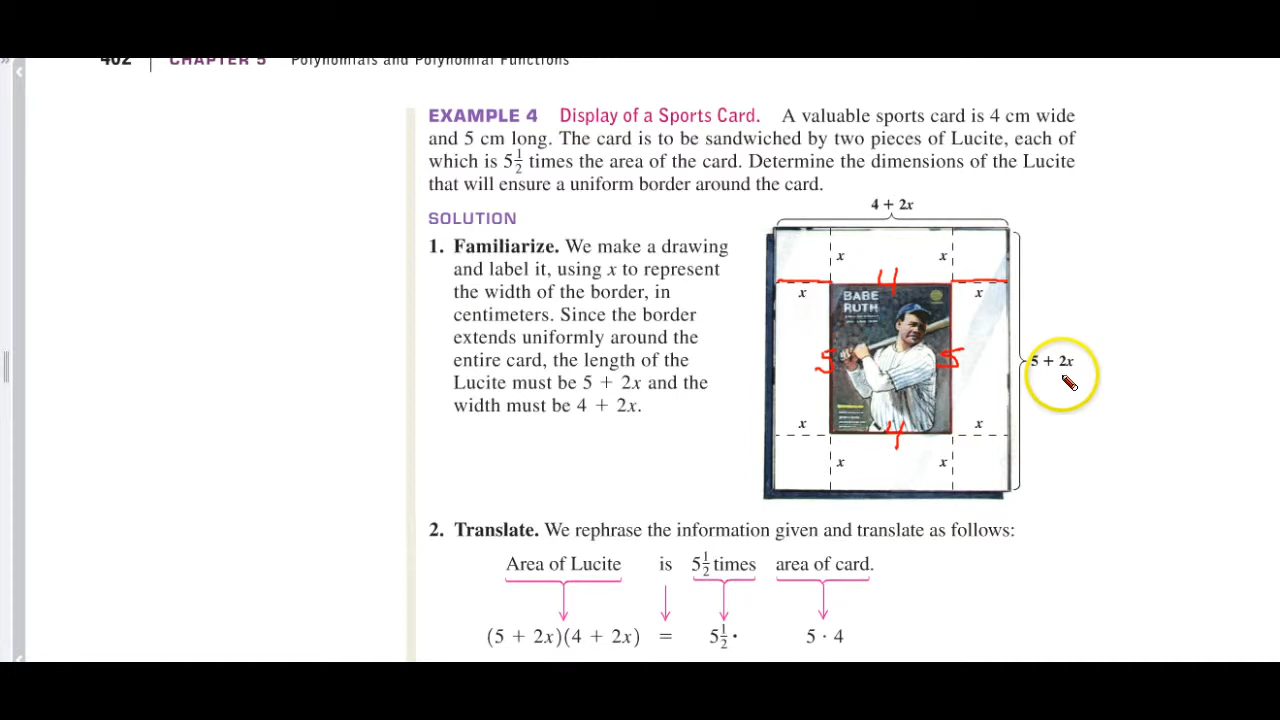 402 CHAPTER 5 Polynomials and Polynomial Functions
EXAMPLE 4 Display of a Sports Card. A valuable sports card is 4 cm wide
and 5 cm long. The card is to be sandwiched by two pieces of Lucite, each of
which is 5 1/2 times the area of the card. Determine the dimensions of the Lucite
that will ensure a uniform border around the card.
SOLUTION
1. Familiarize. We make a drawing
and label it, using x to represent
the width of the border, in
centimeters. Since the border
extends uniformly around the
entire card, the length of the
Lucite must be 5 + 2x and the
width must be 4 + 2x.
4 + 2x
x x
4
x x
BABE
RUTH
5 5
5 + 2x
x x
4
x x
2. Translate. We rephrase the information given and translate as follows:
Area of Lucite is 5 1/2 times area of card.
(5 + 2x)(4 + 2x) = 5 1/2 · 5 · 4